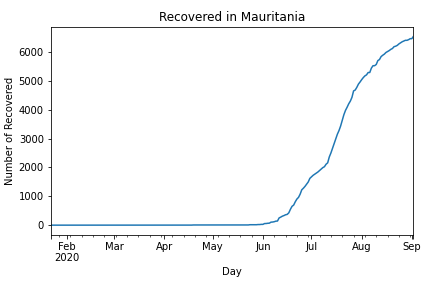 Recovered in Mauritania
Number of Recovered
6000
5000
4000
3000
2000
1000
0
Feb Mar Apr May Jun Jul Aug Sep
2020
Day